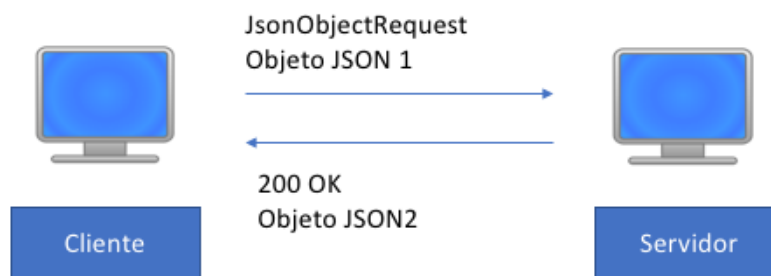 JsonObjectRequest
Objeto JSON 1
200 OK
Objeto JSON2
Cliente
Servidor